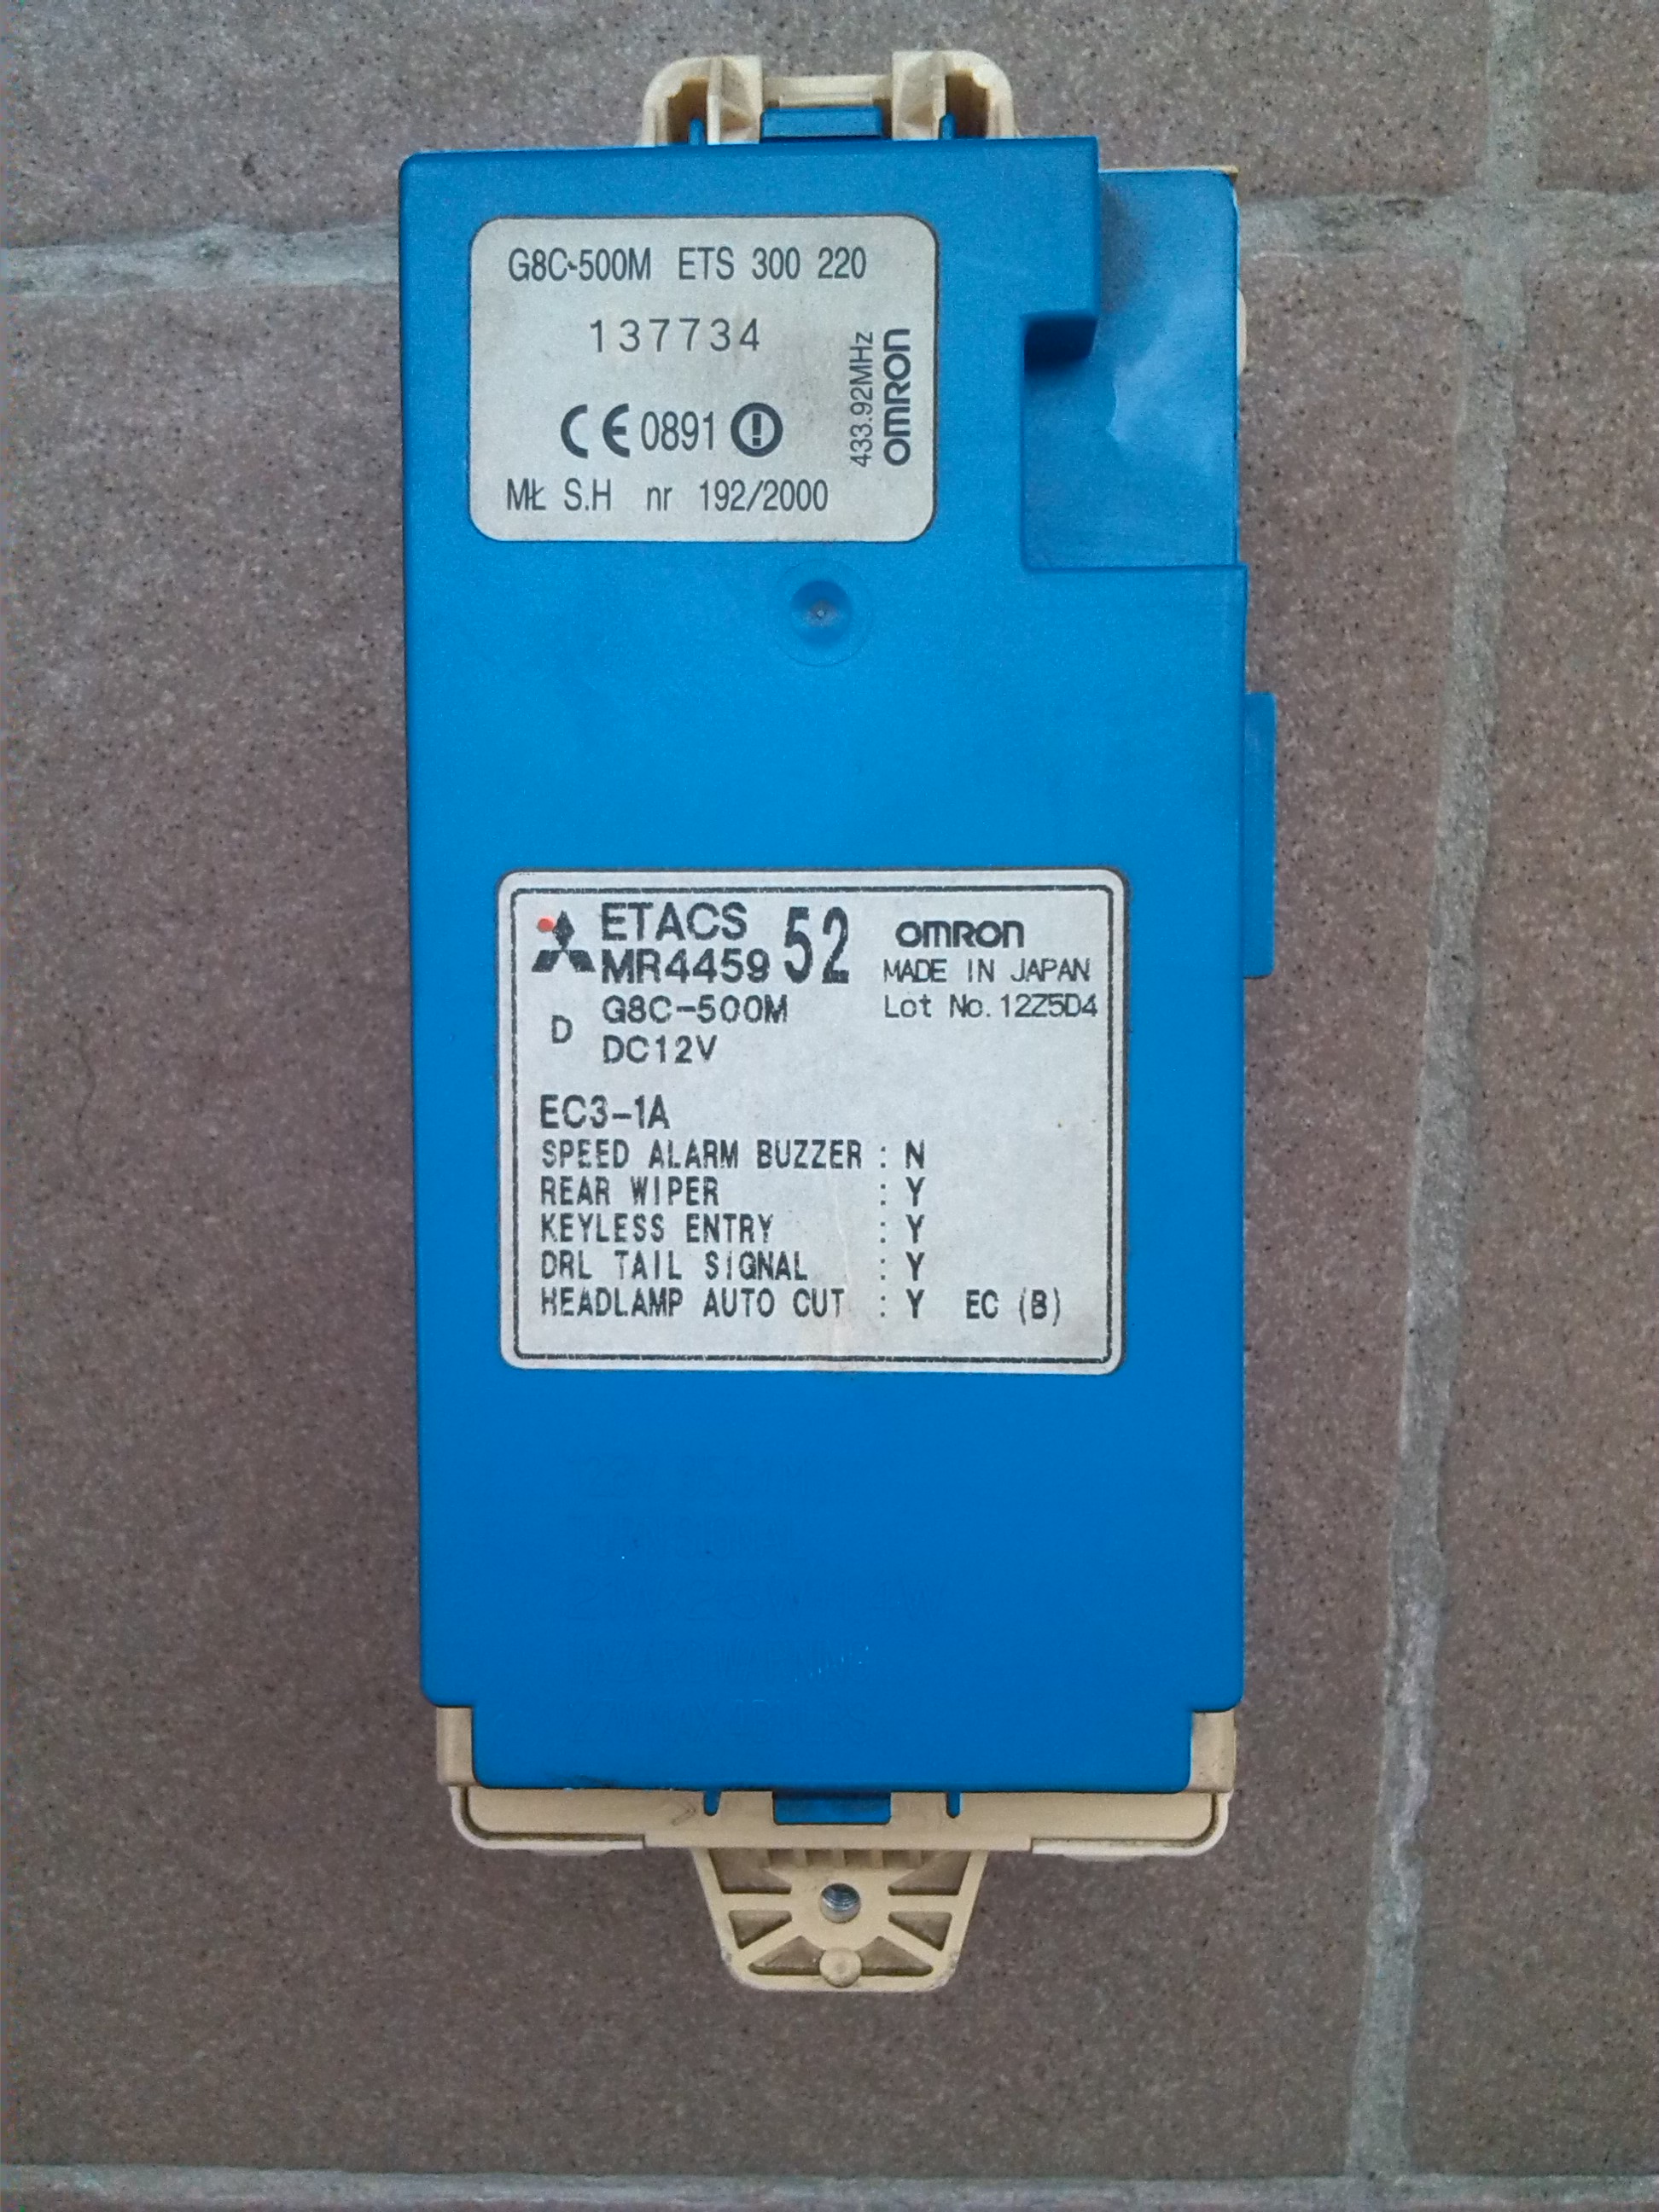 G8C-500M ETS 300 220
137734
CE 0891
MŁ S.H nr 192/2000
433.92MHz
OMRON
ETACS
MR445952
G8C-500M
D
DC12V
OMRON
MADE IN JAPAN
Lot No. 12Z5D4
EC3-1A
SPEED ALARM BUZZER : N
REAR WIPER : Y
KEYLESS ENTRY : Y
DRL TAIL SIGNAL : Y
HEADLAMP AUTO CUT : Y EC (B)